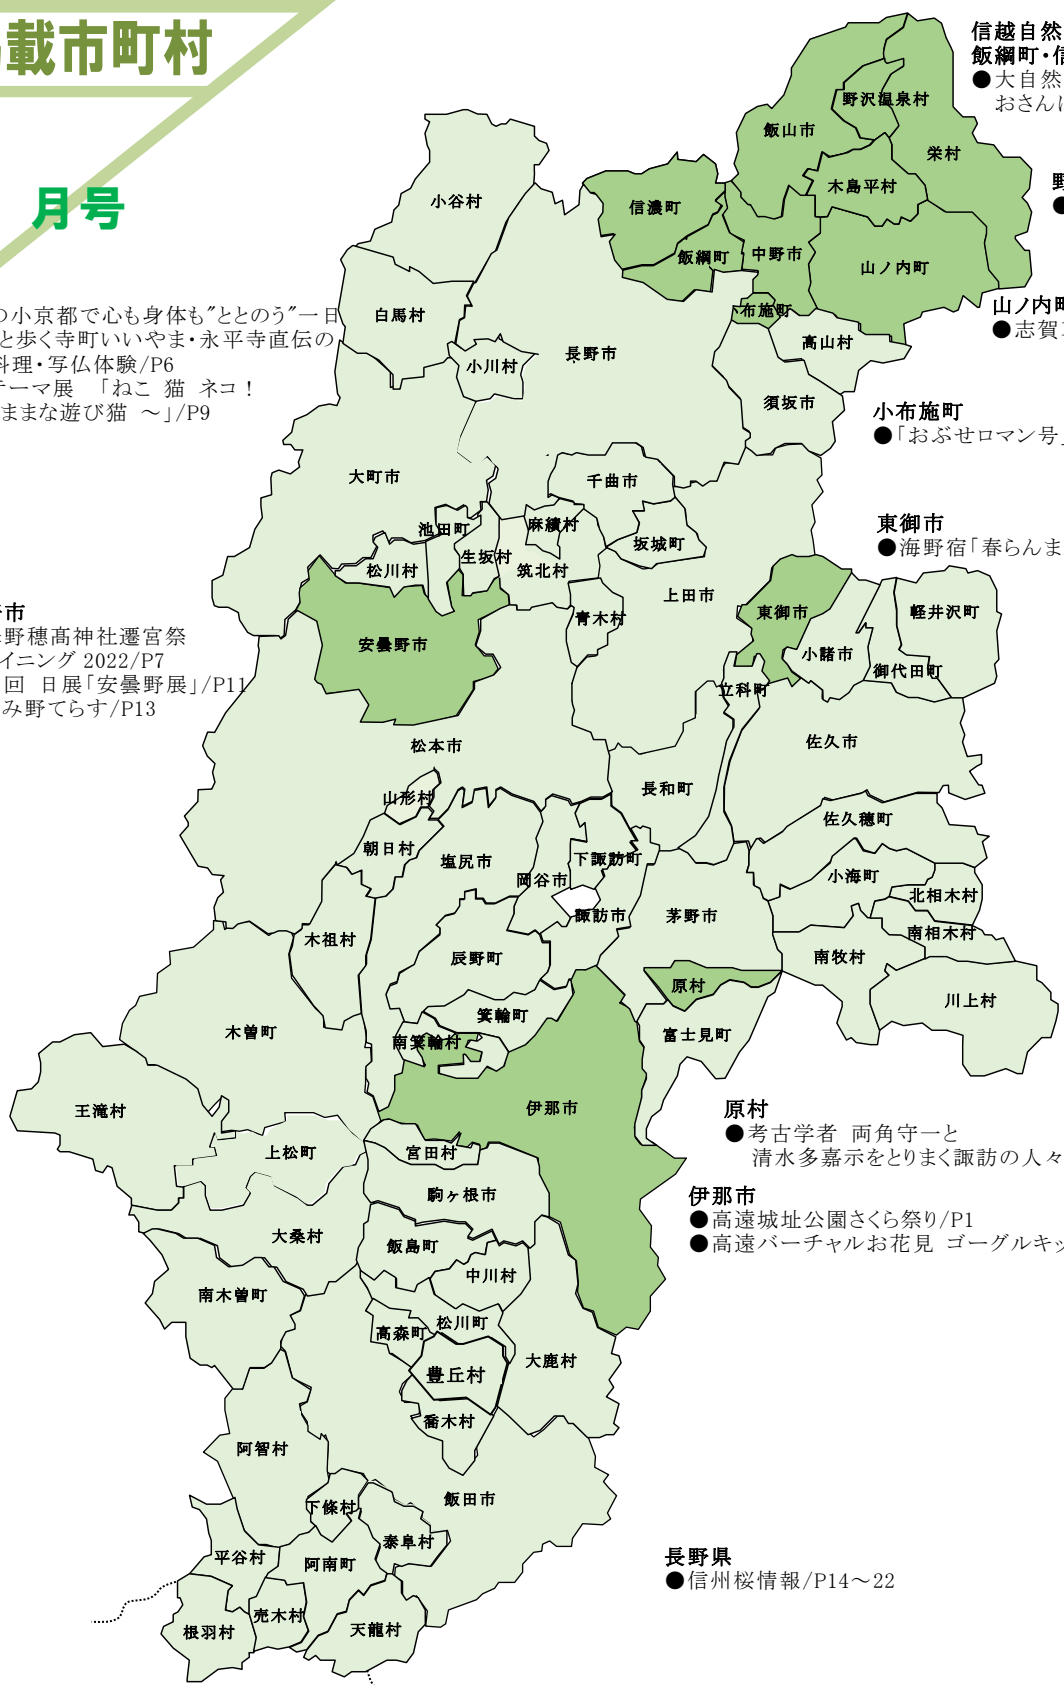 載市町村
月号
信越自然
飯綱町・信
●大自然
おさんぽ
野
●
山ノ内町
●志賀
小布施町
●「おぶせロマン号」
東御市
●海野宿「春らんま
の小京都で心も身体も"ととのう"一日
と歩く寺町いいやま・永平寺直伝の
料理・写仏体験/P6
テーマ展 「ねこ 猫 ネコ！
ままな遊び猫 ～」/P9
市
野穂髙神社遷宮祭
イニング 2022/P7
回 日展「安曇野展」/P11
み野てらす/P13
原村
●考古学者 両角守一と
清水多嘉示をとりまく諏訪の人々
伊那市
●高遠城址公園さくら祭り/P1
●高遠バーチャルお花見 ゴーグルキッ
長野県
●信州桜情報/P14～22
野沢温泉村
飯山市
栄村
木島平村
小谷村
信濃町
飯綱町
中野市
山ノ内町
白馬村
小布施町
高山村
長野市
小川村
須坂市
大町市
千曲市
池田町
麻績村
坂城町
生坂村
松川村
筑北村
上田市
青木村
東御市
軽井沢町
安曇野市
小諸市
御代田町
立科町
松本市
佐久市
長和町
山形村
佐久穂町
朝日村
塩尻市
下諏訪町
岡谷市
小海町
北相木村
諏訪市
茅野市
木祖村
南相木村
辰野町
南牧村
原村
川上村
箕輪町
木曽町
南箕輪村
富士見町
王滝村
伊那市
上松町
宮田村
駒ヶ根市
大桑村
飯島町
中川村
南木曽町
松川町
高森町
大鹿村
豊丘村
喬木村
阿智村
飯田市
下條村
泰阜村
平谷村
阿南町
売木村
根羽村
天龍村